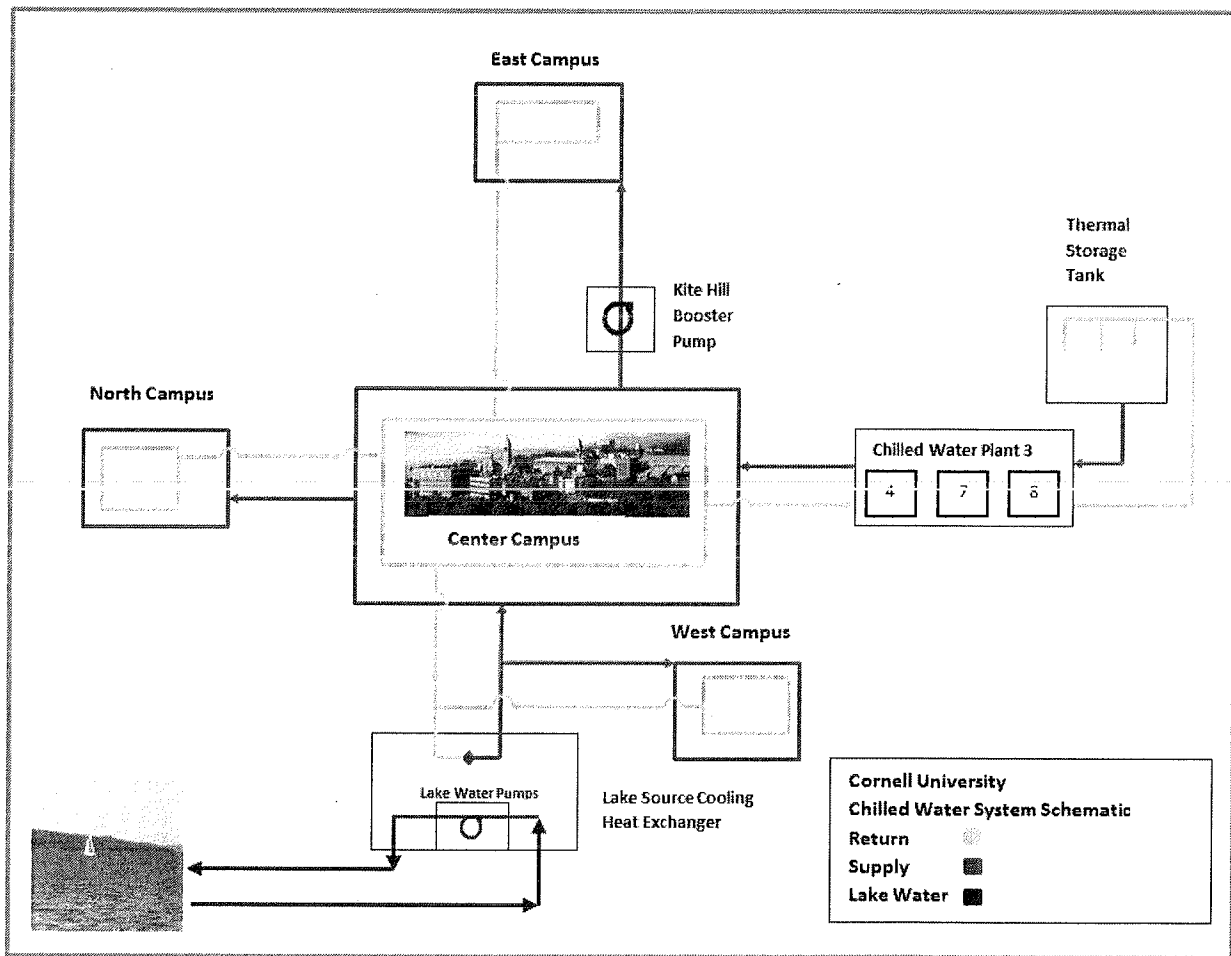 East Campus
Thermal
Storage
Tank
Kite Hill
Booster
Pump
North Campus
Chilled Water Plant 3
4 7 8
Center Campus
West Campus
Lake Water Pumps
Lake Source Cooling
Heat Exchanger
Cornell University
Chilled Water System Schematic
Return
Supply
Lake Water